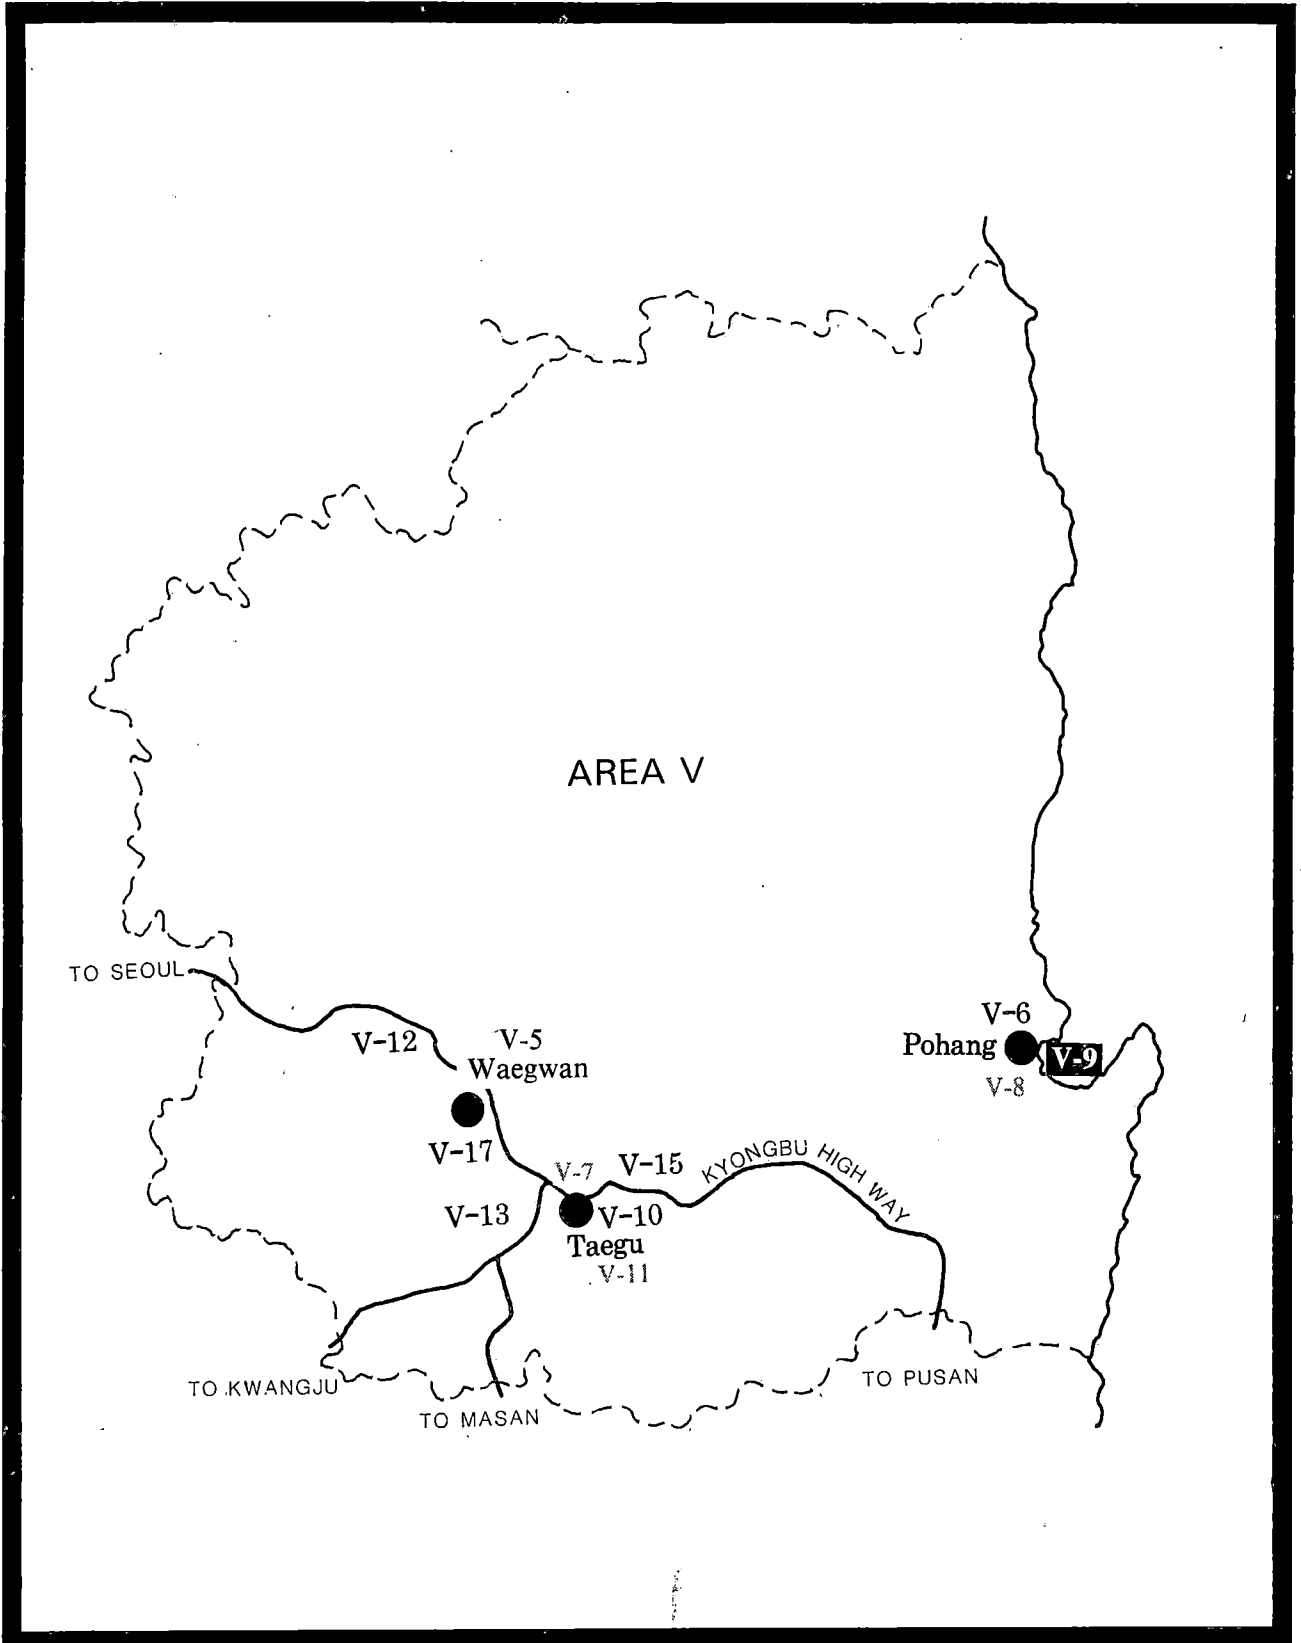 AREA V
TO SEOUL
V-12
V-5
Waegwan
V-6
Pohang
V-9
V-8
V-17
V-7
V-15
KYONGBU HIGH WAY
V-13
V-10
Taegu
V-11
TO KWANGJU
TO MASAN
TO PUSAN